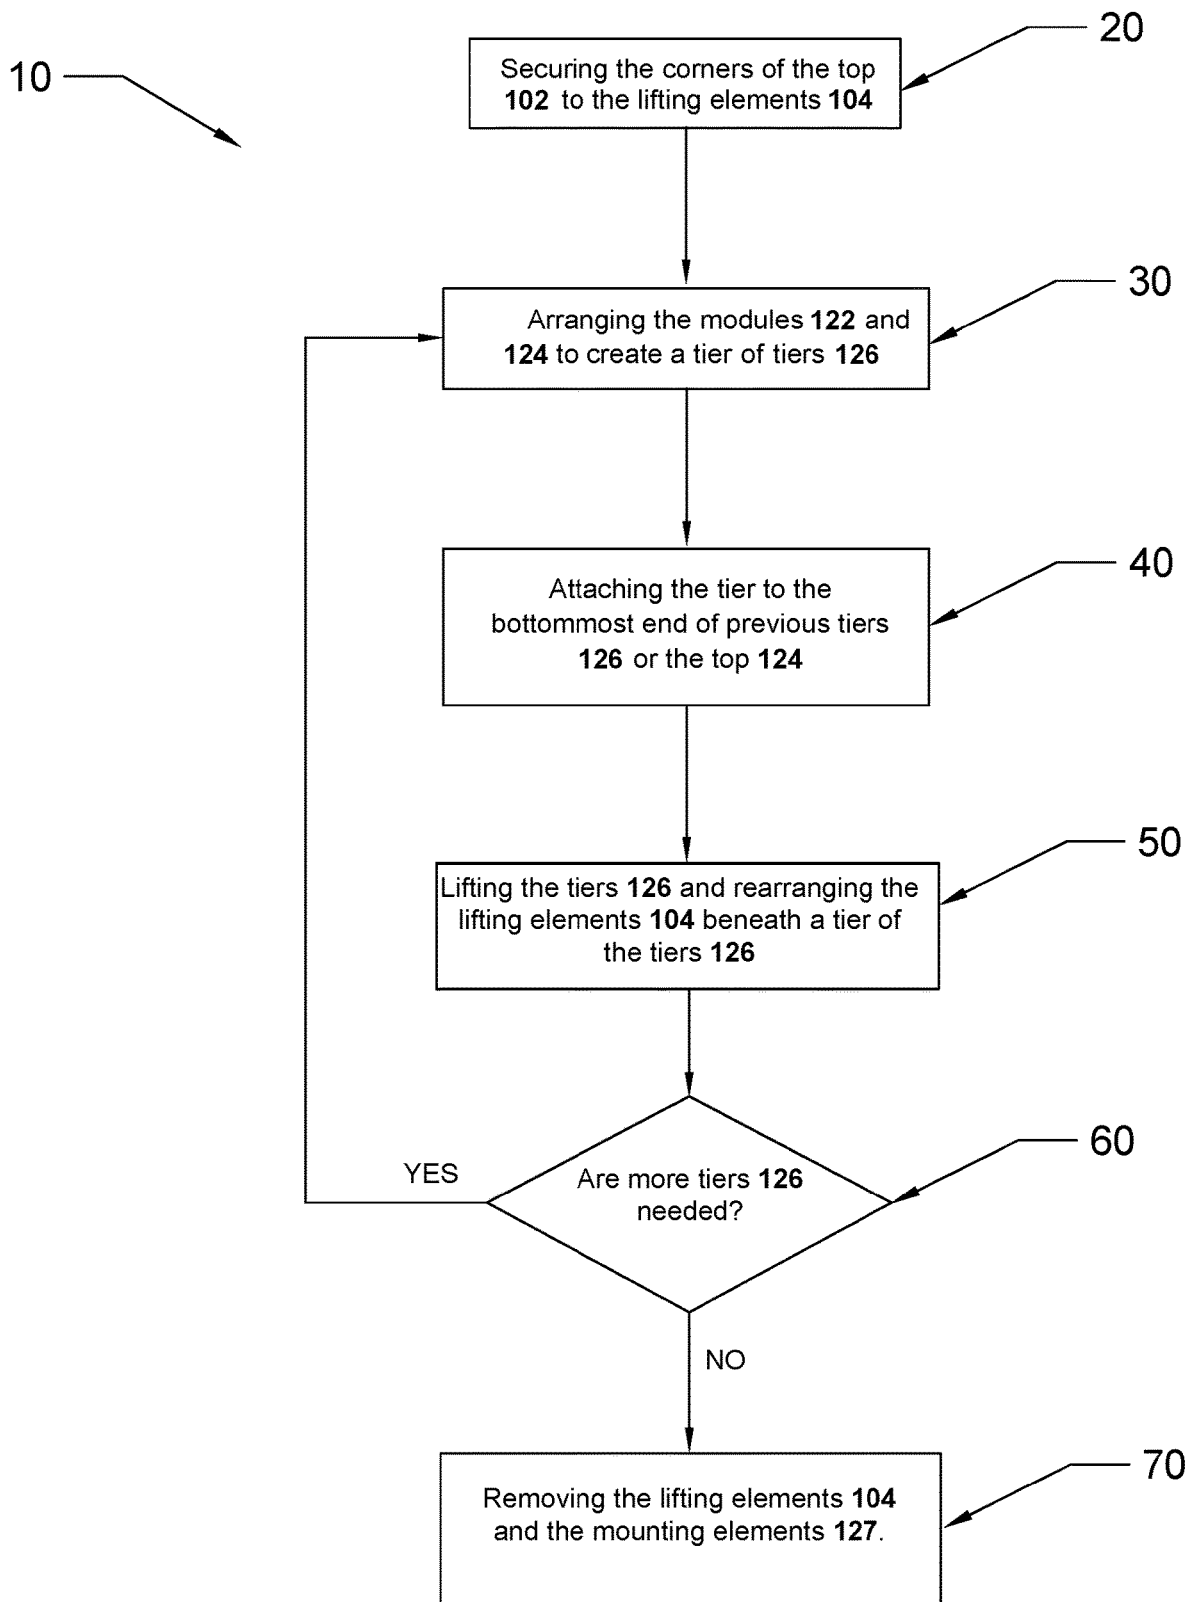 20
Securing the corners of the top
102 to the lifting elements 104
10
30
Arranging the modules 122 and
124 to create a tier of tiers 126
40
Attaching the tier to the
bottommost end of previous tiers
126 or the top 124
50
Lifting the tiers 126 and rearranging the
lifting elements 104 beneath a tier of
the tiers 126
60
YES
Are more tiers 126
needed?
NO
70
Removing the lifting elements 104
and the mounting elements 127.